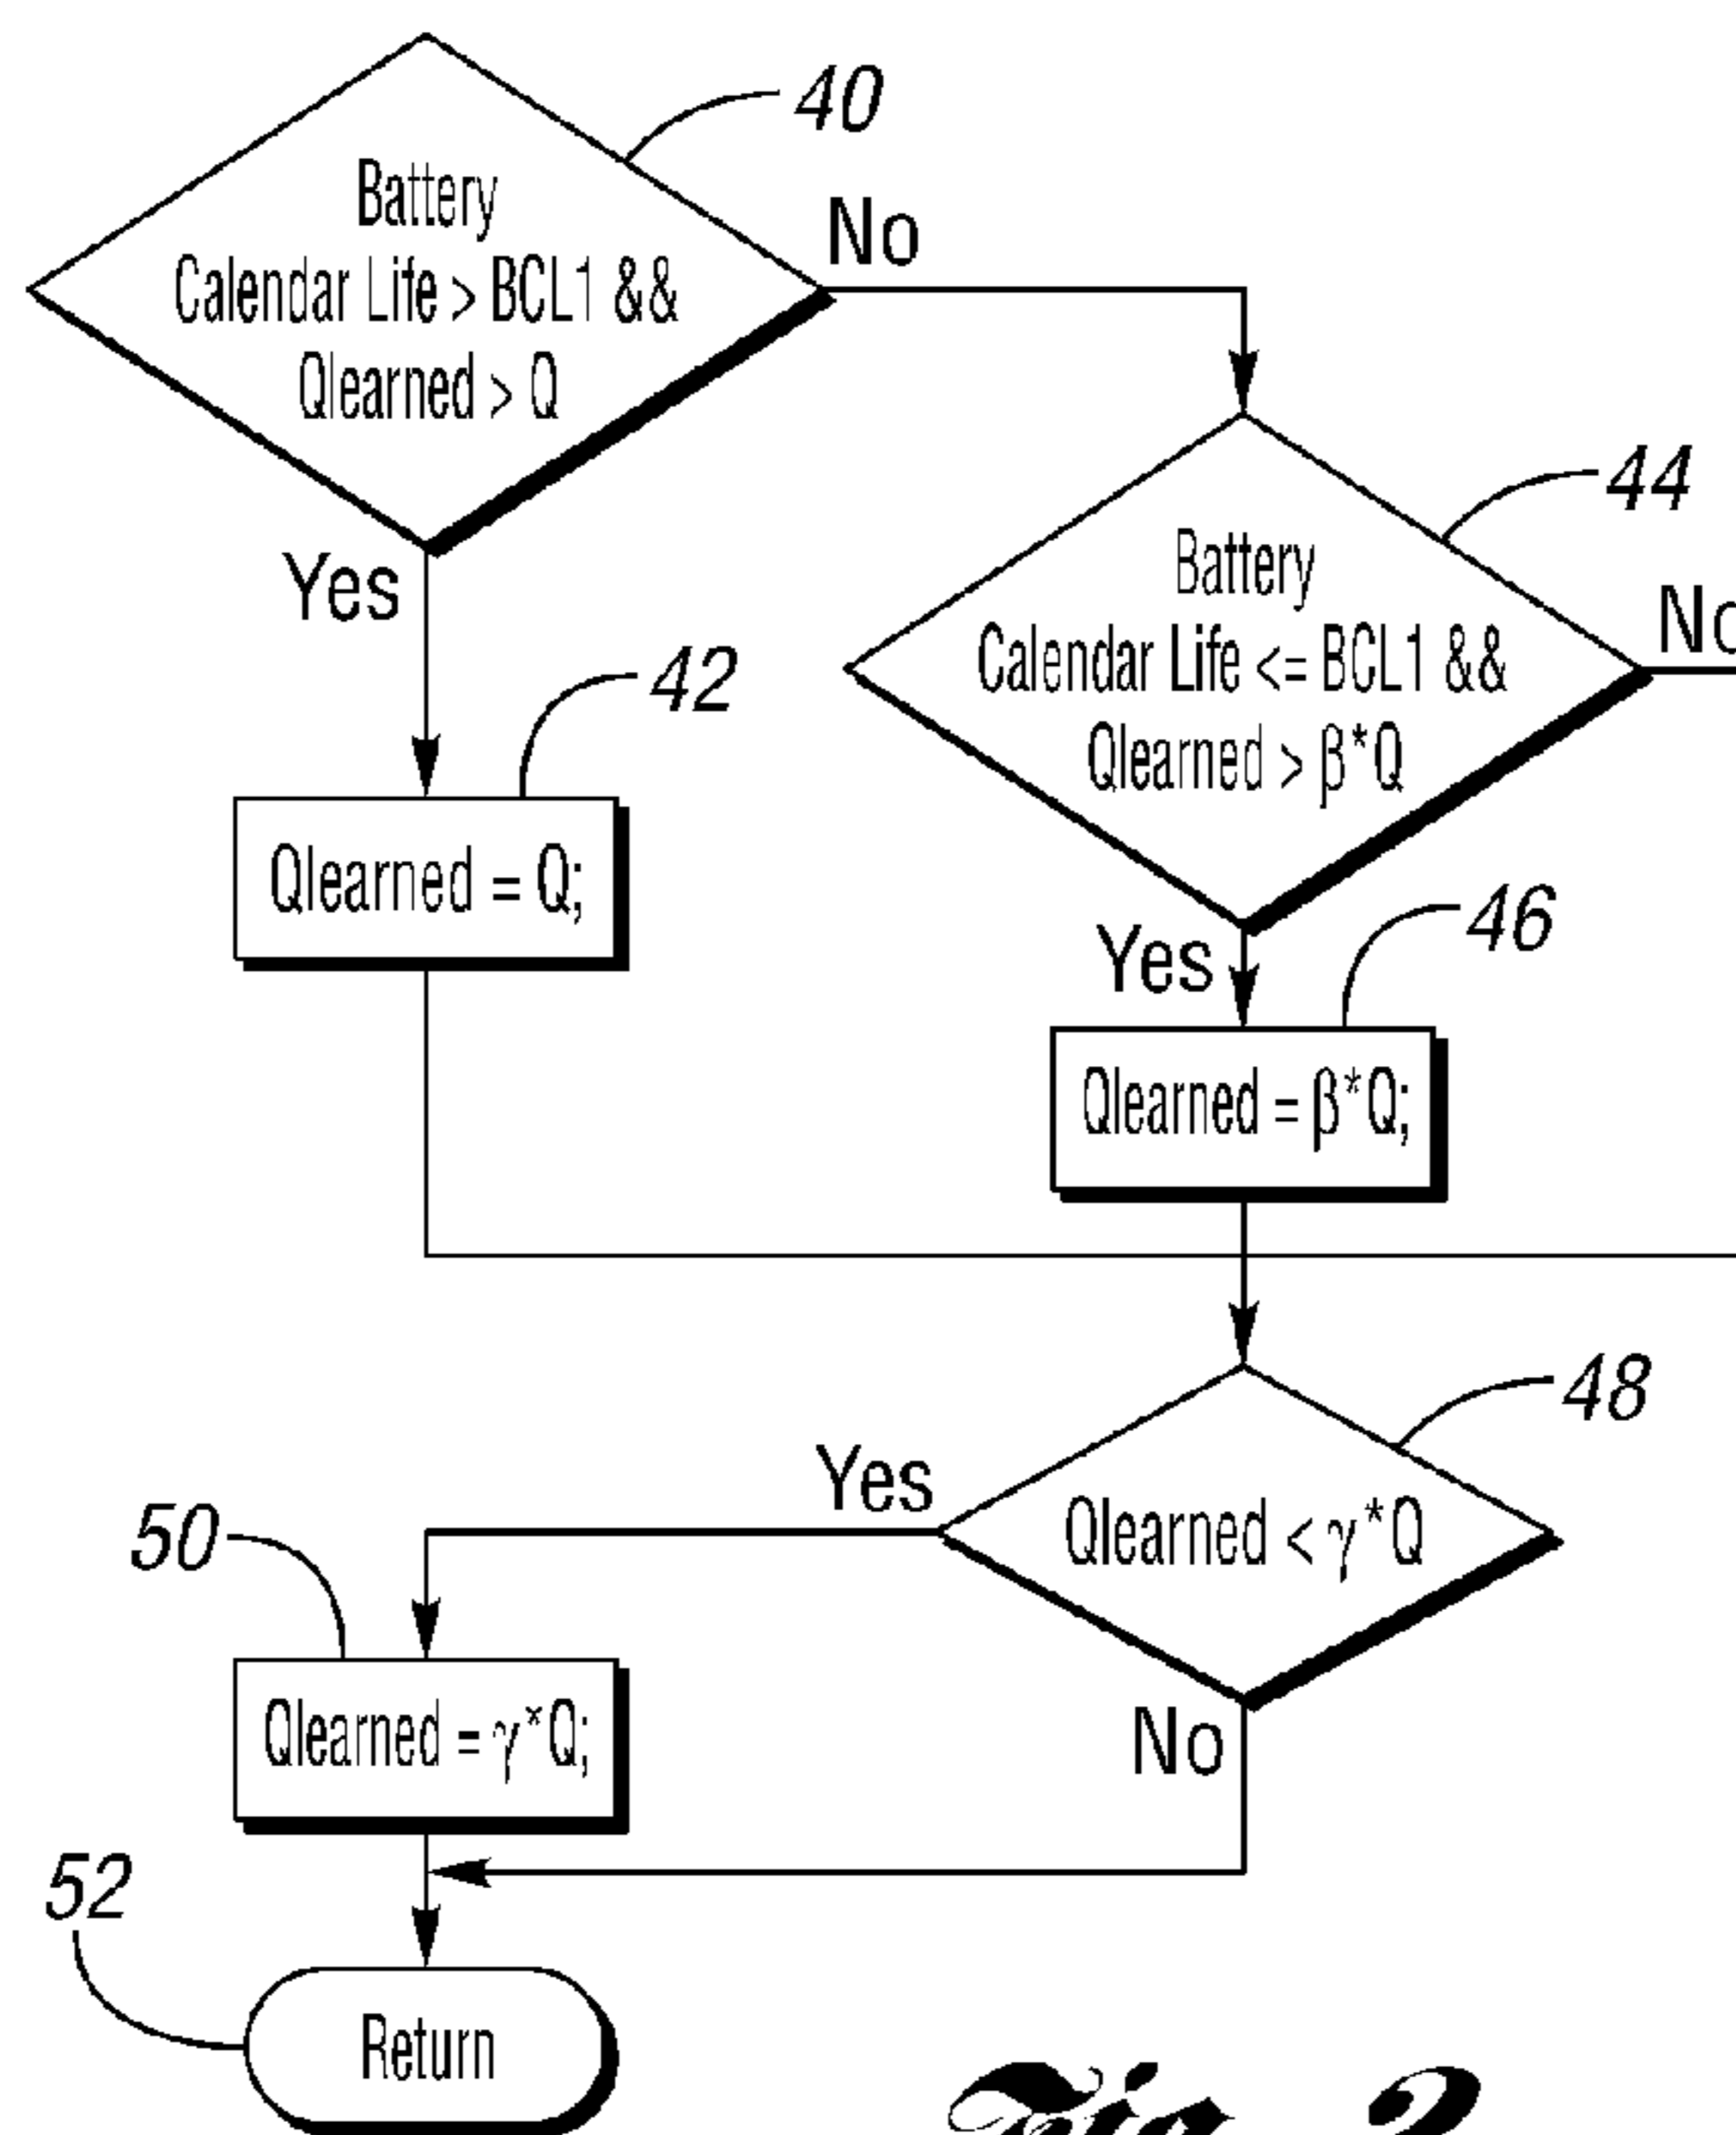 40
Battery
Calendar Life > BCL1 &&
Qlearned > Q
No
Yes
42
Qlearned = Q;
44
Battery
Calendar Life <= BCL1 &&
Qlearned > β*Q
No
Yes
46
Qlearned = β*Q;
48
Qlearned < γ*Q
Yes
No
50
Qlearned = γ*Q;
52
Return